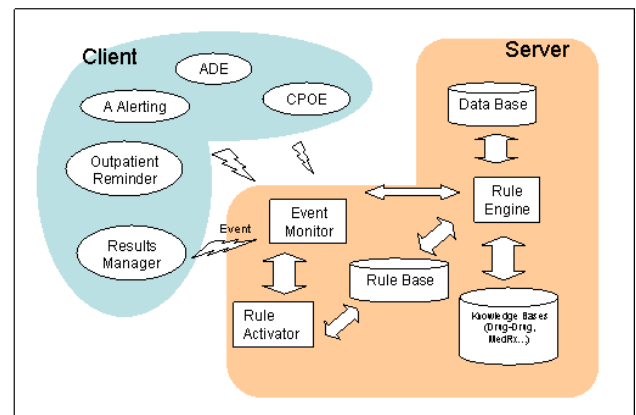 Client
Server
ADE
CPOE
A Alerting
Data Base
Outpatient
Reminder
Rule
Engine
Event
Event
Monitor
Results
Manager
Rule Base
Rule
Activator
Knowledge Bases
(Drug-Drug,
MedRx...)